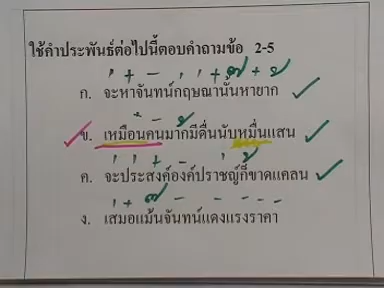 ใช้คำประพันธ์ต่อไปนี้ตอบคำถามข้อ 2-5
ก. จะหาจันทน์กฤษณานั้นหายาก
ข. เหมือนคนมากมีดื่นนับหมื่นแสน
ค. จะประสงค์องค์ปราชญ์ก็ขาดแคลน
ง. เสมอแม้นจันทน์แดงแรงราคา